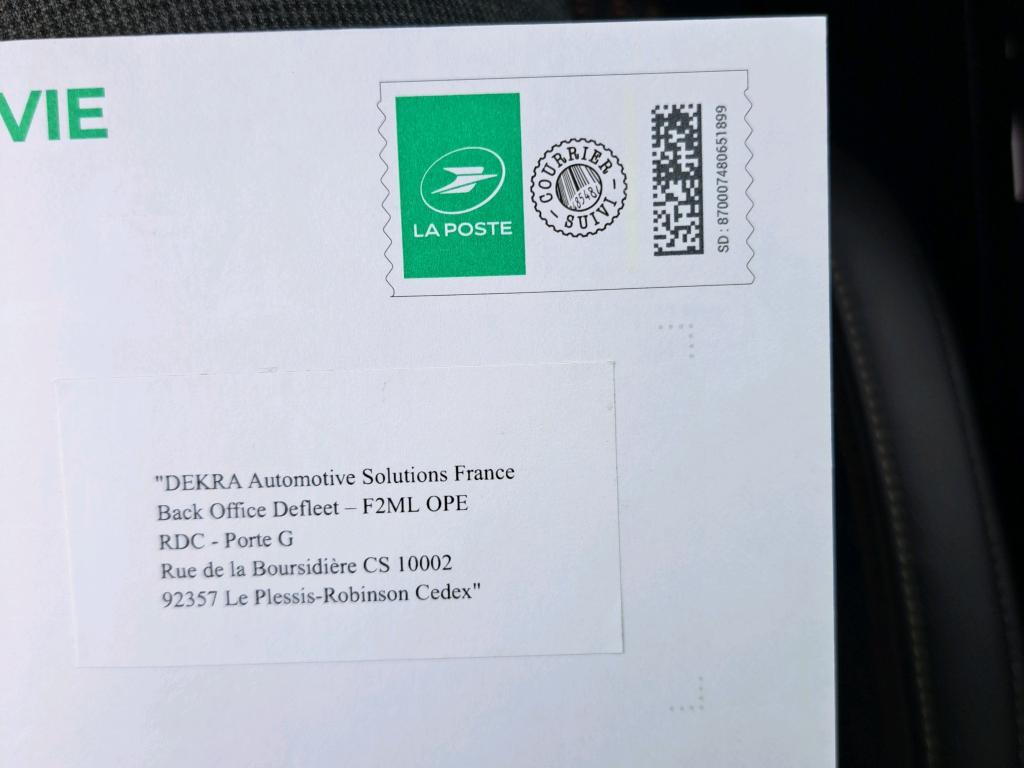 VIE
LA POSTE
COURRIER
SUIVI
SD : 870007480651899
"DEKRA Automotive Solutions France
Back Office Defleet – F2ML OPE
RDC - Porte G
Rue de la Boursidière CS 10002
92357 Le Plessis-Robinson Cedex"